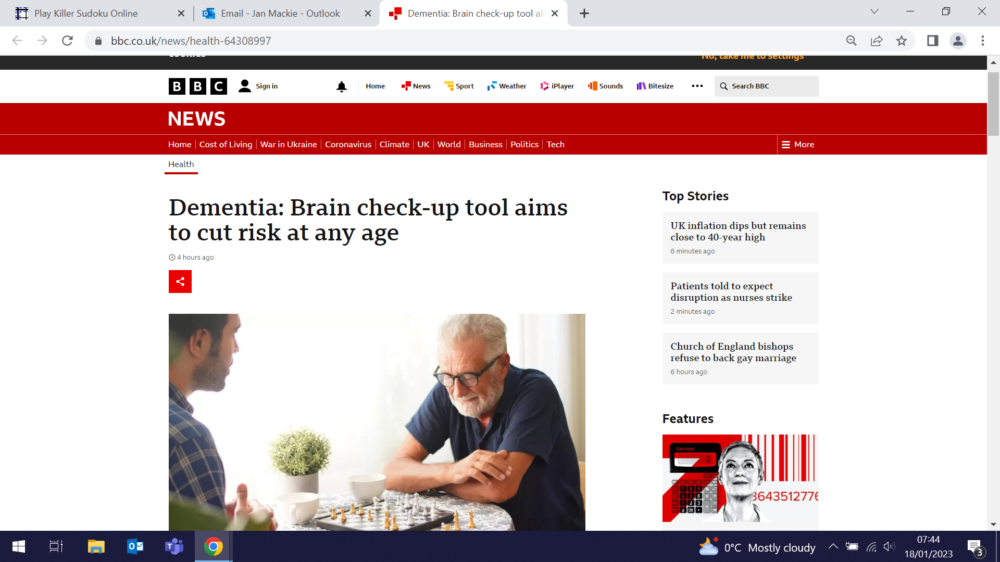 Play Killer Sudoku Online
Email - Jan Mackie - Outlook
Dementia: Brain check-up tool ai
bbc.co.uk/news/health-64308997
No, take me to settings
BBC
Sign in
Home
News
Sport
Weather
iPlayer
Sounds
Bitesize
Search BBC
NEWS
Home
Cost of Living
War in Ukraine
Coronavirus
Climate
UK
World
Business
Politics
Tech
More
Health
Dementia: Brain check-up tool aims
to cut risk at any age
4 hours ago
Top Stories
UK inflation dips but remains
close to 40-year high
6 minutes ago
Patients told to expect
disruption as nurses strike
2 minutes ago
Church of England bishops
refuse to back gay marriage
6 hours ago
Features
Calculator
3643512776
0°C Mostly cloudy
07:44
18/01/2023
3